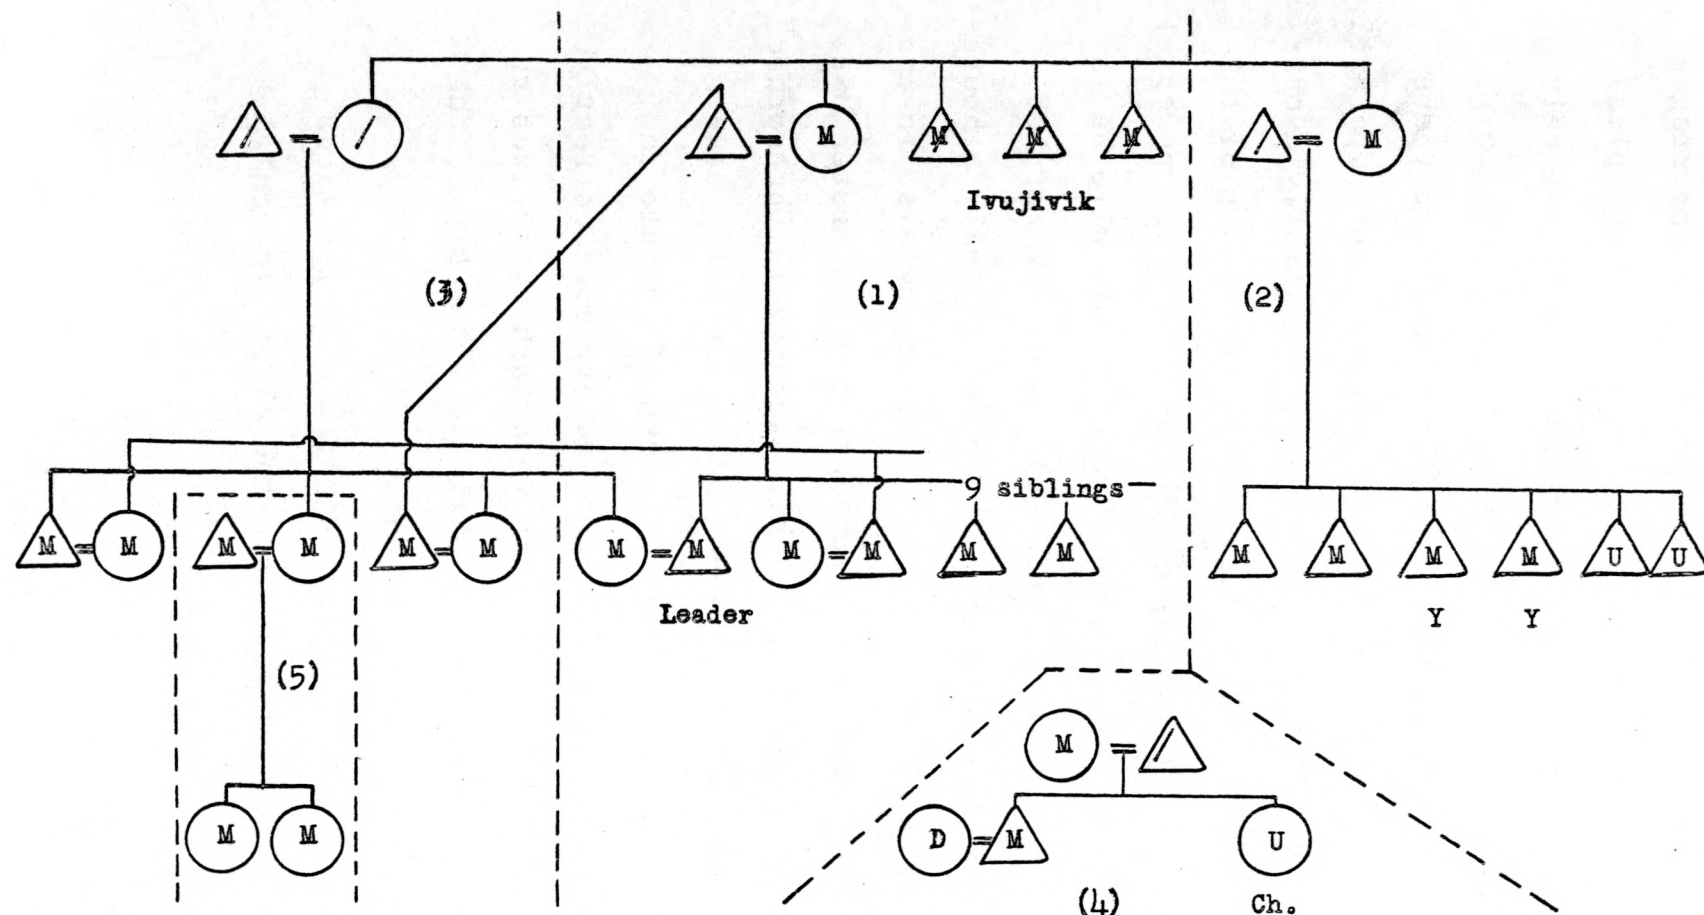 M M M M M
Ivujivik
(3) (1) (2)
9 siblings
M M M M M M M M M M M M M M M M U U
Leader Y Y
(5)
M
M M D M U
(4) Ch.